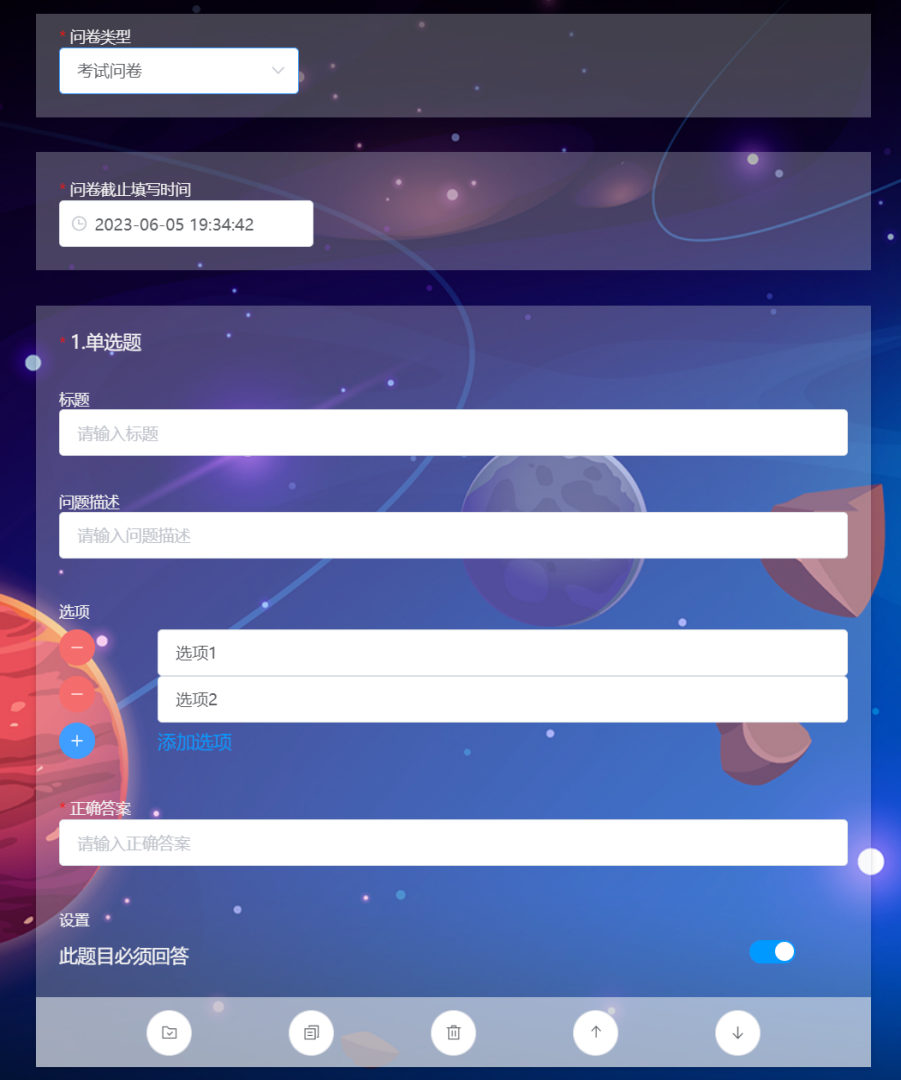 * 问卷类型
考试问卷
* 问卷截止填写时间
2023-06-05 19:34:42
* 1.单选题
标题
请输入标题
问题描述
请输入问题描述
选项
选项1
选项2
添加选项
* 正确答案
请输入正确答案
设置
此题目必须回答